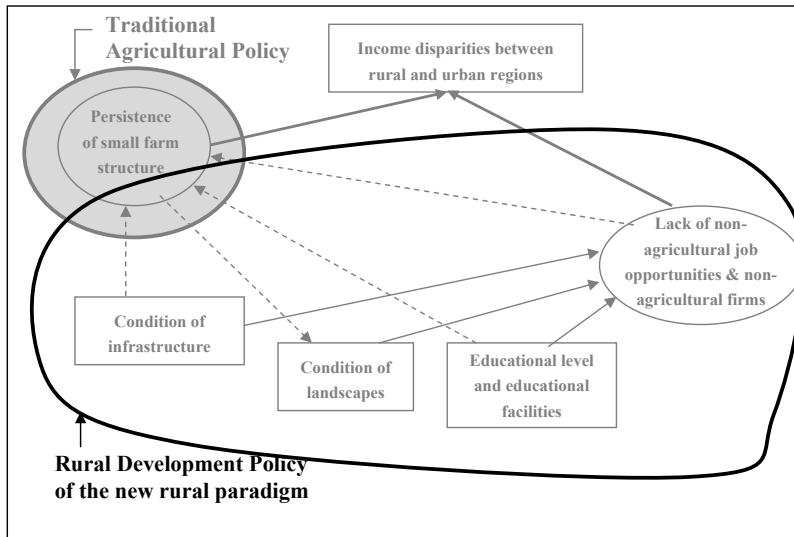 Traditional
Agricultural Policy
Income disparities between
rural and urban regions
Persistence
of small farm
structure
Lack of non-
agricultural job
opportunities & non-
agricultural firms
Condition of
infrastructure
Condition of
landscapes
Educational level
and educational
facilities
Rural Development Policy
of the new rural paradigm